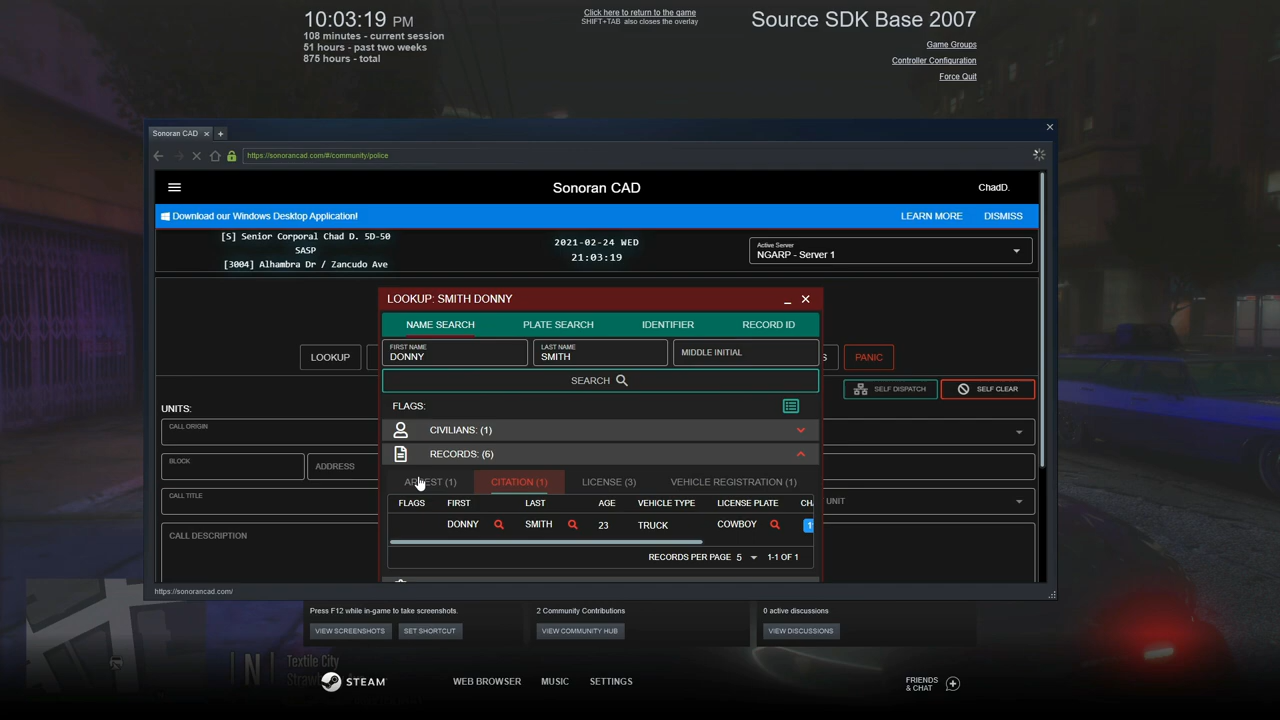 10:03:19 PM
108 minutes - current session
51 hours - past two weeks
875 hours - total
Click here to return to the game
SHIFT+TAB also closes the overlay
Source SDK Base 2007
Game Groups
Controller Configuration
Force Quit
Sonoran CAD
https://sonorancad.com/#/community/police
Sonoran CAD
ChadD.
Download our Windows Desktop Application!
LEARN MORE
DISMISS
[S] Senior Corporal Chad D. 5D-50
SASP
[3004] Alhambra Dr / Zancudo Ave
2021-02-24 WED
21:03:19
Active Server
NGARP - Server 1
LOOKUP: SMITH DONNY
NAME SEARCH
PLATE SEARCH
IDENTIFIER
RECORD ID
FIRST NAME
DONNY
LAST NAME
SMITH
MIDDLE INITIAL
LOOKUP
S
PANIC
SEARCH
SELF DISPATCH
SELF CLEAR
FLAGS:
UNITS:
CALL ORIGIN
CIVILIANS: (1)
RECORDS: (6)
BLOCK
ADDRESS
ARREST (1)
CITATION (1)
LICENSE (3)
VEHICLE REGISTRATION (1)
CALL TITLE
UNIT
FLAGS FIRST LAST AGE VEHICLE TYPE LICENSE PLATE
DONNY SMITH 23 TRUCK COWBOY
CALL DESCRIPTION
RECORDS PER PAGE 5 1-1 OF 1
https://sonorancad.com/
Press F12 while in-game to take screenshots.
VIEW SCREENSHOTS
SET SHORTCUT
2 Community Contributions
VIEW COMMUNITY HUB
0 active discussions
VIEW DISCUSSIONS
N
Textile City
STEAM
WEB BROWSER
MUSIC
SETTINGS
FRIENDS
& CHAT